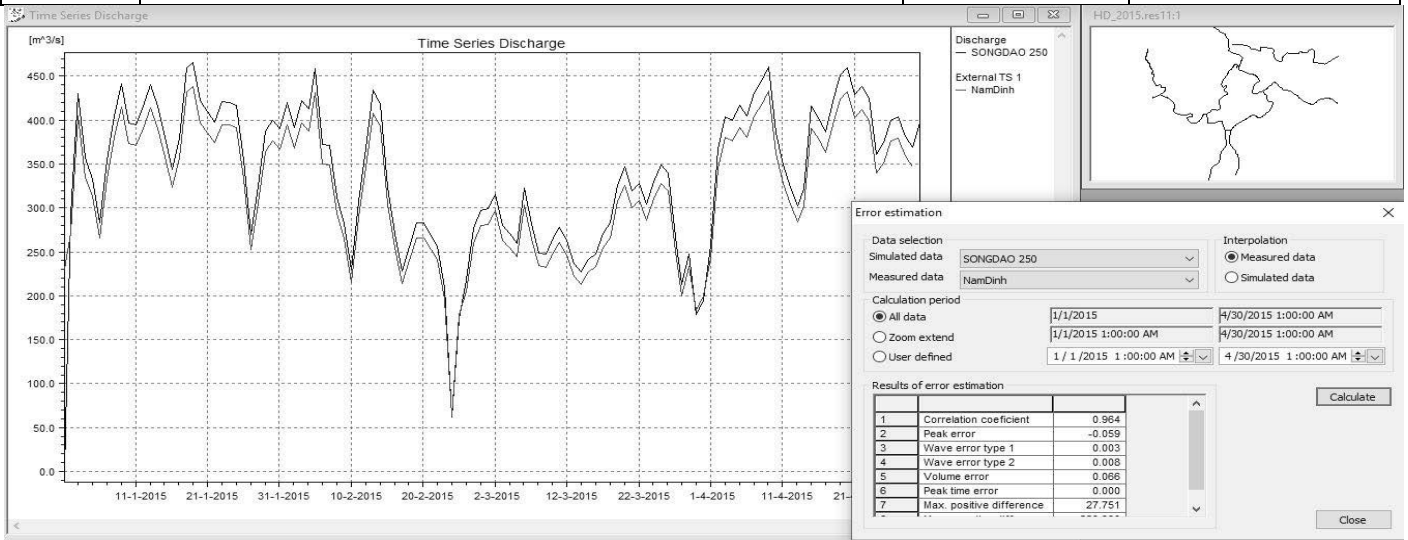 Time Series Discharge
[m^3/s]
Time Series Discharge
450.0
400.0
350.0
300.0
250.0
200.0
150.0
100.0
50.0
0.0
11-1-2015 21-1-2015 31-1-2015 10-2-2015 20-2-2015 2-3-2015 12-3-2015 22-3-2015 1-4-2015 11-4-2015 21-
Discharge
SONGDAO 250
External TS 1
NamDinh
HD_2015.res11:1
Error estimation
Data selection
Simulated data SONGDAO 250
Measured data NamDinh
Interpolation
Measured data
Simulated data
Calculation period
All data 1/1/2015 4/30/2015 1:00:00 AM
Zoom extend 1/1/2015 1:00:00 AM 4/30/2015 1:00:00 AM
User defined 1 / 1 /2015 1 :00:00 AM 4 /30/2015 1 :00:00 AM
Results of error estimation
1 Correlation coeficient 0.964
2 Peak error -0.059
3 Wave error type 1 0.003
4 Wave error type 2 0.008
5 Volume error 0.066
6 Peak time error 0.000
7 Max. positive difference 27.751
Calculate
Close